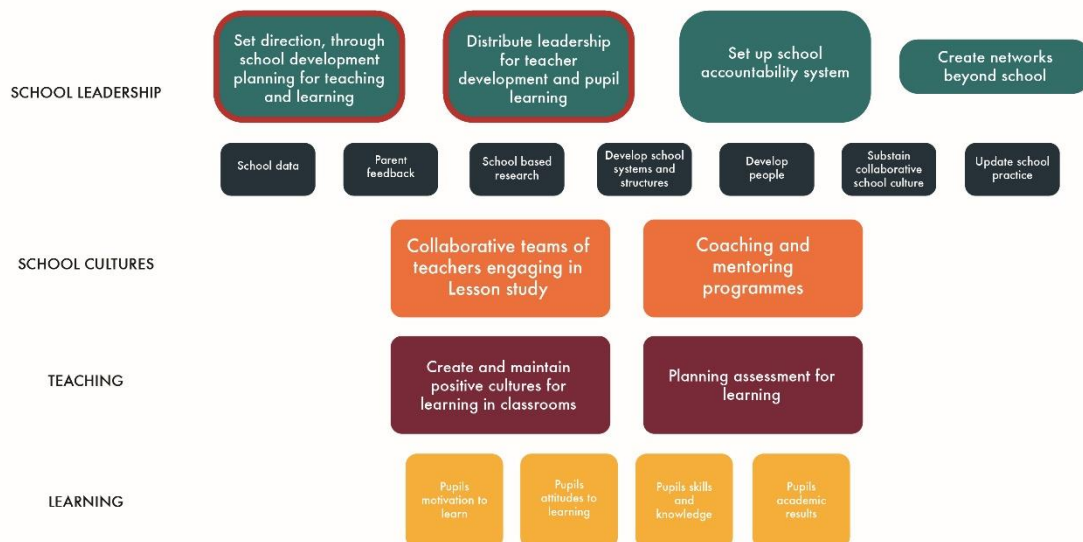 Set direction, through
school development
planning for teaching
and learning
Distribute leadership
for teacher
development and pupil
learning
Set up school
accountability system
Create networks
beyond school
SCHOOL LEADERSHIP
School data
Parent
feedback
School based
research
Develop school
systems and
structures
Develop
people
Substain
collaborative
school culture
Update school
practice
SCHOOL CULTURES
Collaborative teams of
teachers engaging in
Lesson study
Coaching and
mentoring
programmes
TEACHING
Create and maintain
positive cultures for
learning in classrooms
Planning assessment for
learning
LEARNING
Pupils
motivation to
learn
Pupils
attitudes to
learning
Pupils skills
and
knowledge
Pupils
academic
results